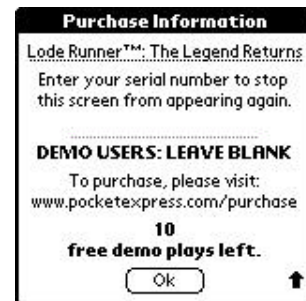 Purchase Information
Lode Runner™: The Legend Returns
Enter your serial number to stop
this screen from appearing again.
DEMO USERS: LEAVE BLANK
To purchase, please visit:
www.pocketexpress.com/purchase
10
free demo plays left.
Ok